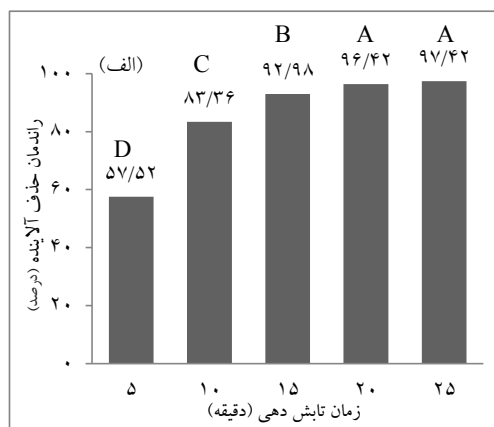 (الف)
D
۵۷/۵۲
C
۸۳/۳۶
B
۹۲/۹۸
A
۹۶/۴۲
A
۹۷/۴۲
راندمان حذف آلاینده (درصد)
۱۰۰
۸۰
۶۰
۴۰
۲۰
۰
۵ ۱۰ ۱۵ ۲۰ ۲۵
زمان تابش دهی (دقیقه)